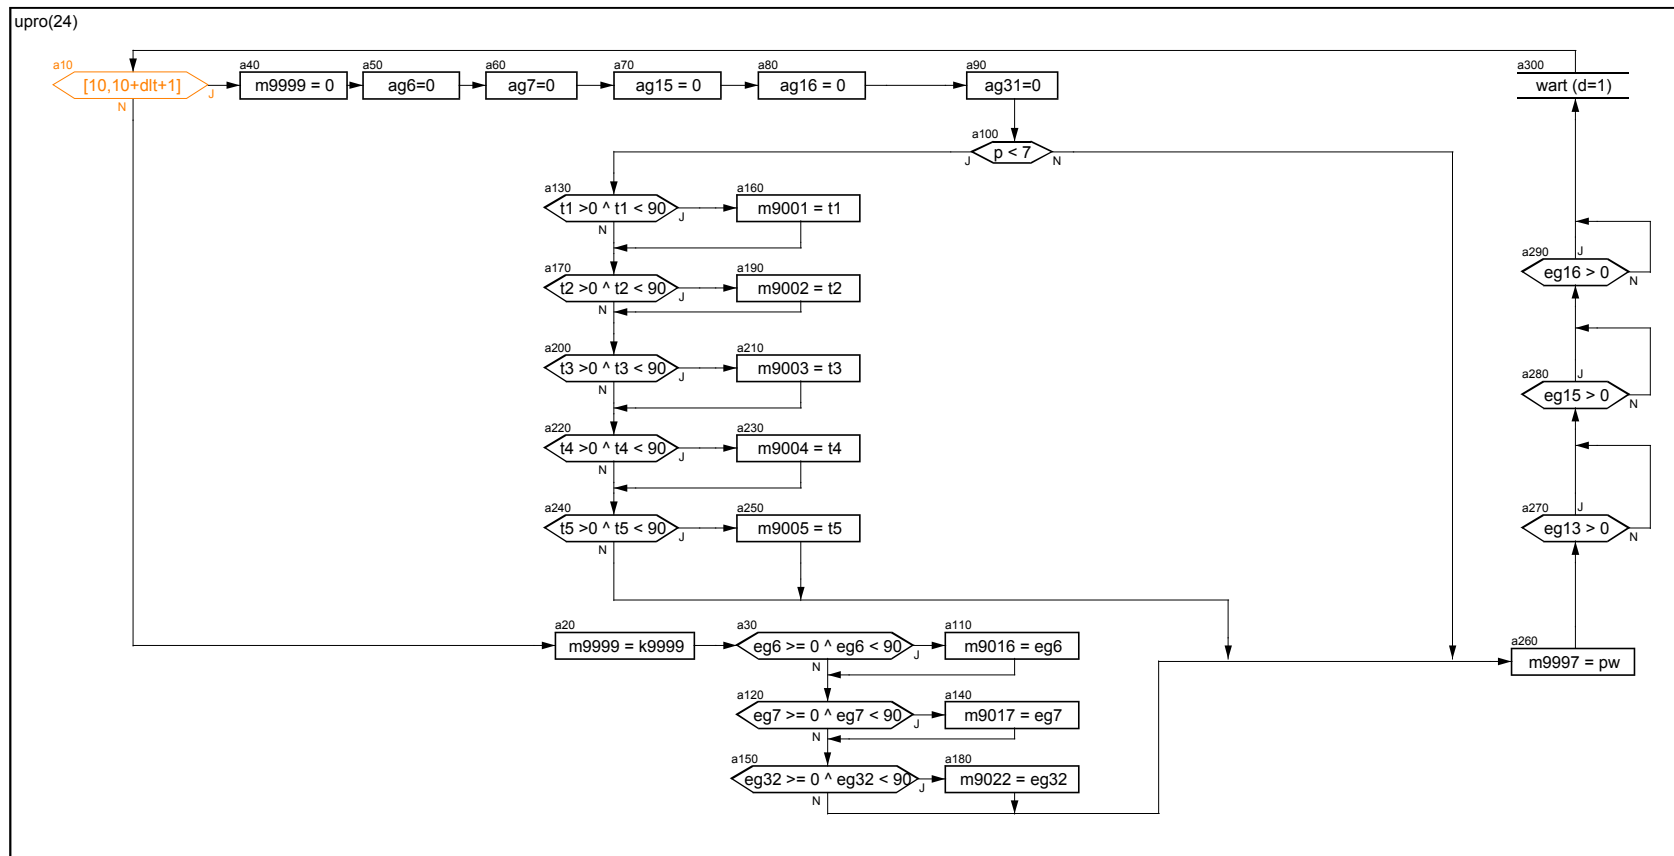 upro(24)
a10
[10,10+dlt+1]
J
N
a40
m9999 = 0
a50
ag6=0
a60
ag7=0
a70
ag15 = 0
a80
ag16 = 0
a90
ag31=0
a300
wart (d=1)
a100
p < 7
J
N
a130
t1 >0 ^ t1 < 90
J
N
a160
m9001 = t1
a170
t2 >0 ^ t2 < 90
J
N
a190
m9002 = t2
a200
t3 >0 ^ t3 < 90
J
N
a210
m9003 = t3
a220
t4 >0 ^ t4 < 90
J
N
a230
m9004 = t4
a240
t5 >0 ^ t5 < 90
J
N
a250
m9005 = t5
a290
J
eg16 > 0
N
a280
J
eg15 > 0
N
a270
J
eg13 > 0
N
a20
m9999 = k9999
a30
eg6 >= 0 ^ eg6 < 90
J
N
a110
m9016 = eg6
a120
eg7 >= 0 ^ eg7 < 90
J
N
a140
m9017 = eg7
a150
eg32 >= 0 ^ eg32 < 90
J
N
a180
m9022 = eg32
a260
m9997 = pw